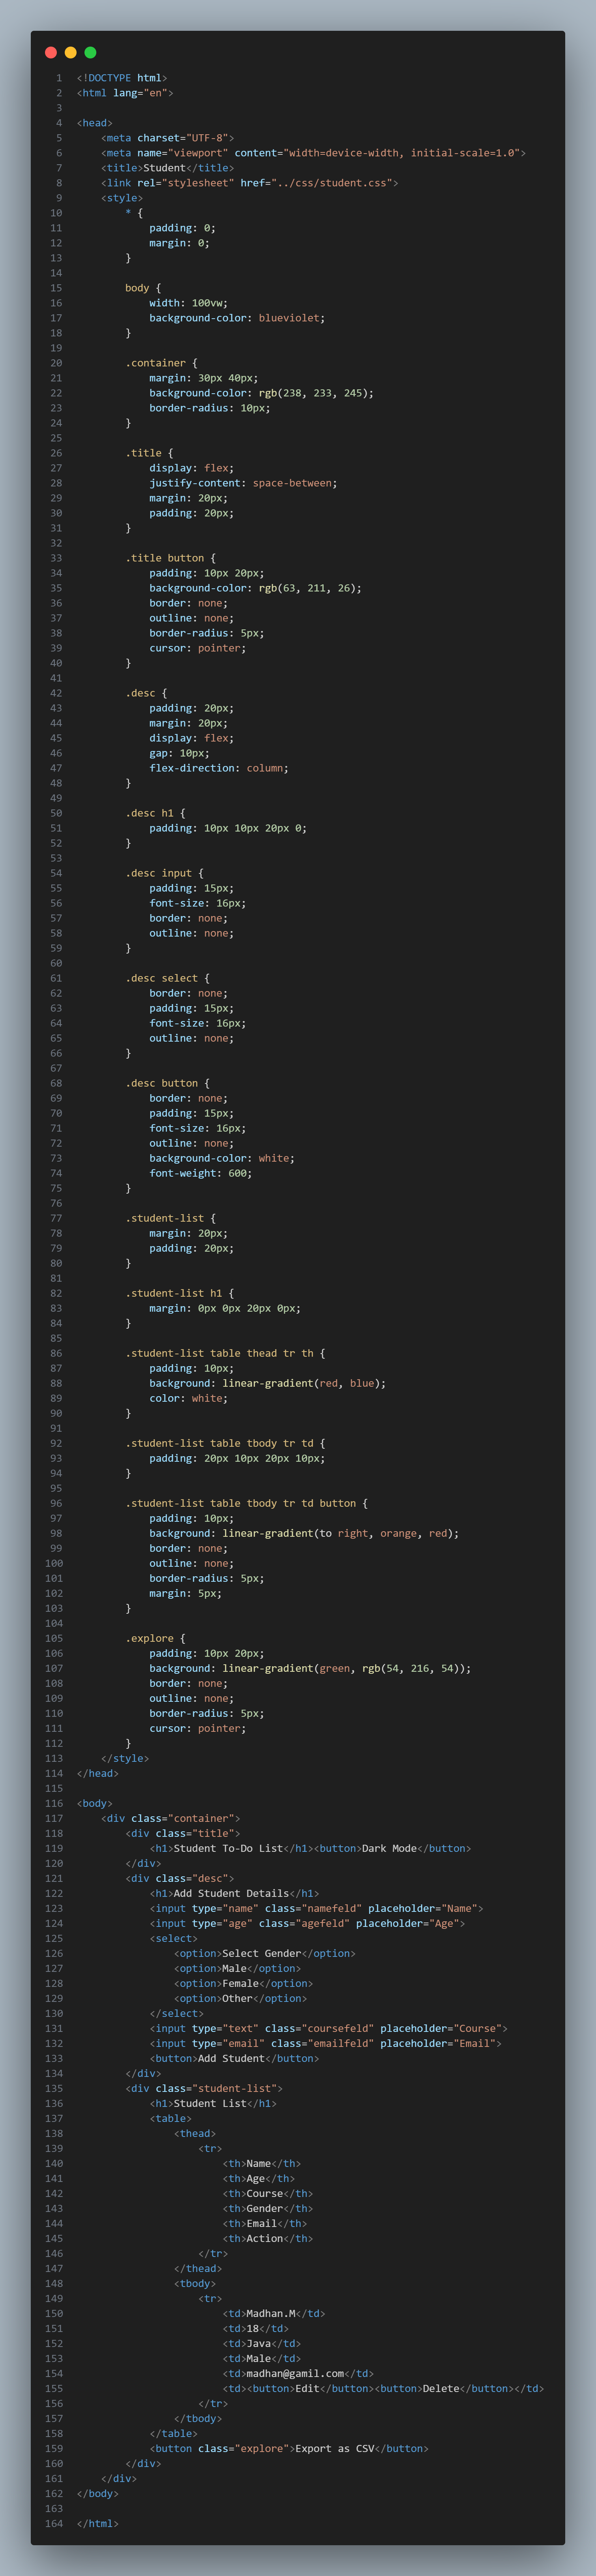 1 <!DOCTYPE html>
2 <html lang="en">
3
4 <head>
5     <meta charset="UTF-8">
6     <meta name="viewport" content="width=device-width, initial-scale=1.0">
7     <title>Student</title>
8     <link rel="stylesheet" href="../css/student.css">
9     <style>
10         * {
11             padding: 0;
12             margin: 0;
13         }
14
15         body {
16             width: 100vw;
17             background-color: blueviolet;
18         }
19
20         .container {
21             margin: 30px 40px;
22             background-color: rgb(238, 233, 245);
23             border-radius: 10px;
24         }
25
26         .title {
27             display: flex;
28             justify-content: space-between;
29             margin: 20px;
30             padding: 20px;
31         }
32
33         .title button {
34             padding: 10px 20px;
35             background-color: rgb(63, 211, 26);
36             border: none;
37             outline: none;
38             border-radius: 5px;
39             cursor: pointer;
40         }
41
42         .desc {
43             padding: 20px;
44             margin: 20px;
45             display: flex;
46             gap: 10px;
47             flex-direction: column;
48         }
49
50         .desc h1 {
51             padding: 10px 10px 20px 0;
52         }
53
54         .desc input {
55             padding: 15px;
56             font-size: 16px;
57             border: none;
58             outline: none;
59         }
60
61         .desc select {
62             border: none;
63             padding: 15px;
64             font-size: 16px;
65             outline: none;
66         }
67
68         .desc button {
69             border: none;
70             padding: 15px;
71             font-size: 16px;
72             outline: none;
73             background-color: white;
74             font-weight: 600;
75         }
76
77         .student-list {
78             margin: 20px;
79             padding: 20px;
80         }
81
82         .student-list h1 {
83             margin: 0px 0px 20px 0px;
84         }
85
86         .student-list table thead tr th {
87             padding: 10px;
88             background: linear-gradient(red, blue);
89             color: white;
90         }
91
92         .student-list table tbody tr td {
93             padding: 20px 10px 20px 10px;
94         }
95
96         .student-list table tbody tr td button {
97             padding: 10px;
98             background: linear-gradient(to right, orange, red);
99             border: none;
100             outline: none;
101             border-radius: 5px;
102             margin: 5px;
103         }
104
105         .explore {
106             padding: 10px 20px;
107             background: linear-gradient(green, rgb(54, 216, 54));
108             border: none;
109             outline: none;
110             border-radius: 5px;
111             cursor: pointer;
112         }
113     </style>
114 </head>
115
116 <body>
117     <div class="container">
118         <div class="title">
119             <h1>Student To-Do List</h1><button>Dark Mode</button>
120         </div>
121         <div class="desc">
122             <h1>Add Student Details</h1>
123             <input type="name" class="namefeld" placeholder="Name">
124             <input type="age" class="agefeld" placeholder="Age">
125             <select>
126                 <option>Select Gender</option>
127                 <option>Male</option>
128                 <option>Female</option>
129                 <option>Other</option>
130             </select>
131             <input type="text" class="coursefeld" placeholder="Course">
132             <input type="email" class="emailfeld" placeholder="Email">
133             <button>Add Student</button>
134         </div>
135         <div class="student-list">
136             <h1>Student List</h1>
137             <table>
138                 <thead>
139                     <tr>
140                         <th>Name</th>
141                         <th>Age</th>
142                         <th>Course</th>
143                         <th>Gender</th>
144                         <th>Email</th>
145                         <th>Action</th>
146                     </tr>
147                 </thead>
148                 <tbody>
149                     <tr>
150                         <td>Madhan.M</td>
151                         <td>18</td>
152                         <td>Java</td>
153                         <td>Male</td>
154                         <td>madhan@gamil.com</td>
155                         <td><button>Edit</button><button>Delete</button></td>
156                     </tr>
157                 </tbody>
158             </table>
159             <button class="explore">Export as CSV</button>
160         </div>
161     </div>
162 </body>
163
164 </html>